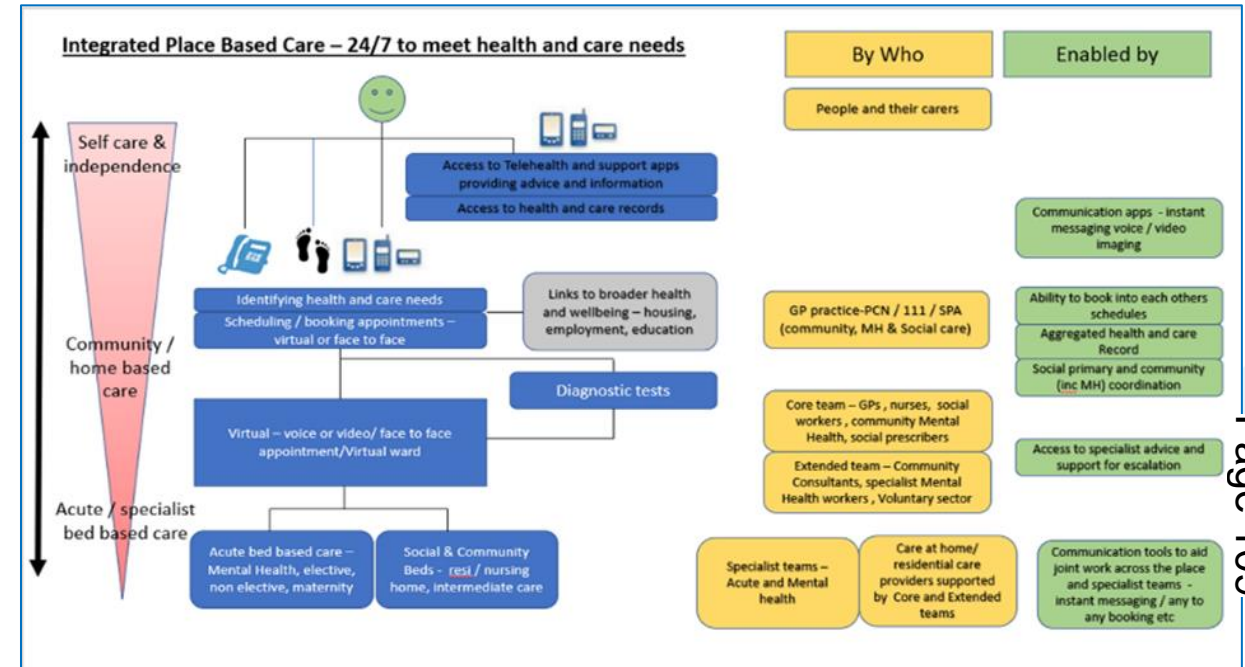 Integrated Place Based Care – 24/7 to meet health and care needs
By Who
Enabled by
People and their carers
Self care &
independence
Access to Telehealth and support apps
providing advice and information
Access to health and care records
Communication apps - instant
messaging voice / video
imaging
Identifying health and care needs
Scheduling / booking appointments –
virtual or face to face
Links to broader health
and wellbeing – housing,
employment, education
GP practice-PCN / 111 / SPA
(community, MH & Social care)
Ability to book into each others
schedules
Aggregated health and care
Record
Social primary and community
(inc MH) coordination
Community /
home based
care
Diagnostic tests
Virtual – voice or video/ face to face
appointment/Virtual ward
Core team – GPs , nurses, social
workers , community Mental
Health, social prescribers
Extended team – Community
Consultants, specialist Mental
Health workers , Voluntary sector
Access to specialist advice and
support for escalation
Acute / specialist
bed based care
Acute bed based care –
Mental Health, elective,
non elective, maternity
Social & Community
Beds - resi / nursing
home, intermediate care
Specialist teams –
Acute and Mental
health
Care at home/
residential care
providers supported
by Core and Extended
teams
Communication tools to aid
joint work across the place
and specialist teams -
instant messaging / any to
any booking etc